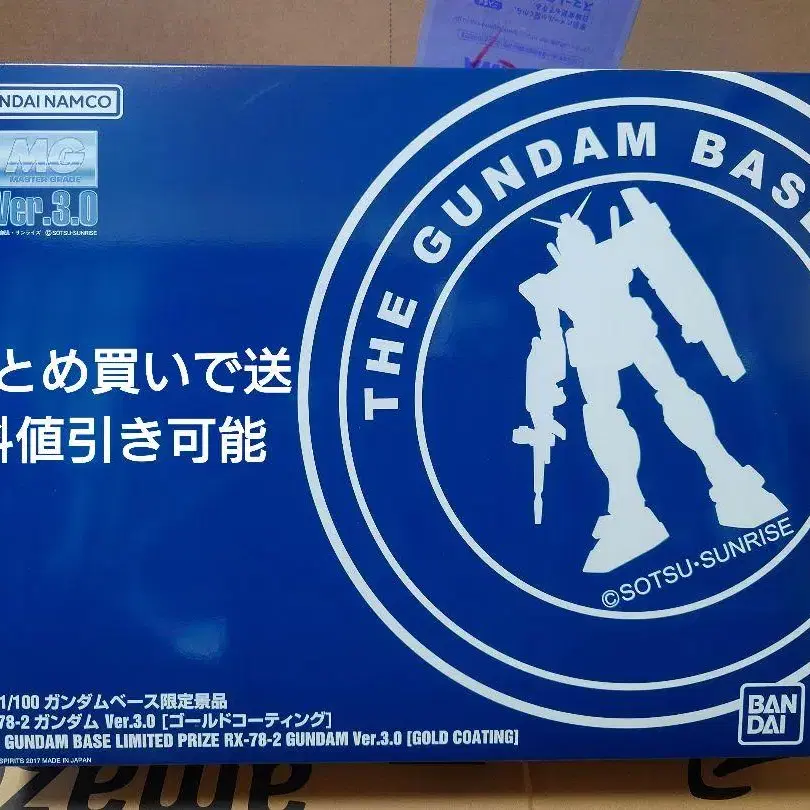 NDAI NAMCO
MG
MASTER GRADE
Ver.3.0
©SOTSU・SUNRISE
THE GUNDAM BASE
とめ買いで送
料値引き可能
©SOTSU・SUNRISE
1/100 ガンダムベース限定景品
78-2 ガンダム Ver.3.0 [ゴールドコーティング]
GUNDAM BASE LIMITED PRIZE RX-78-2 GUNDAM Ver.3.0 [GOLD COATING]
SPIRITS 2017 MADE IN JAPAN
BAN
DAI